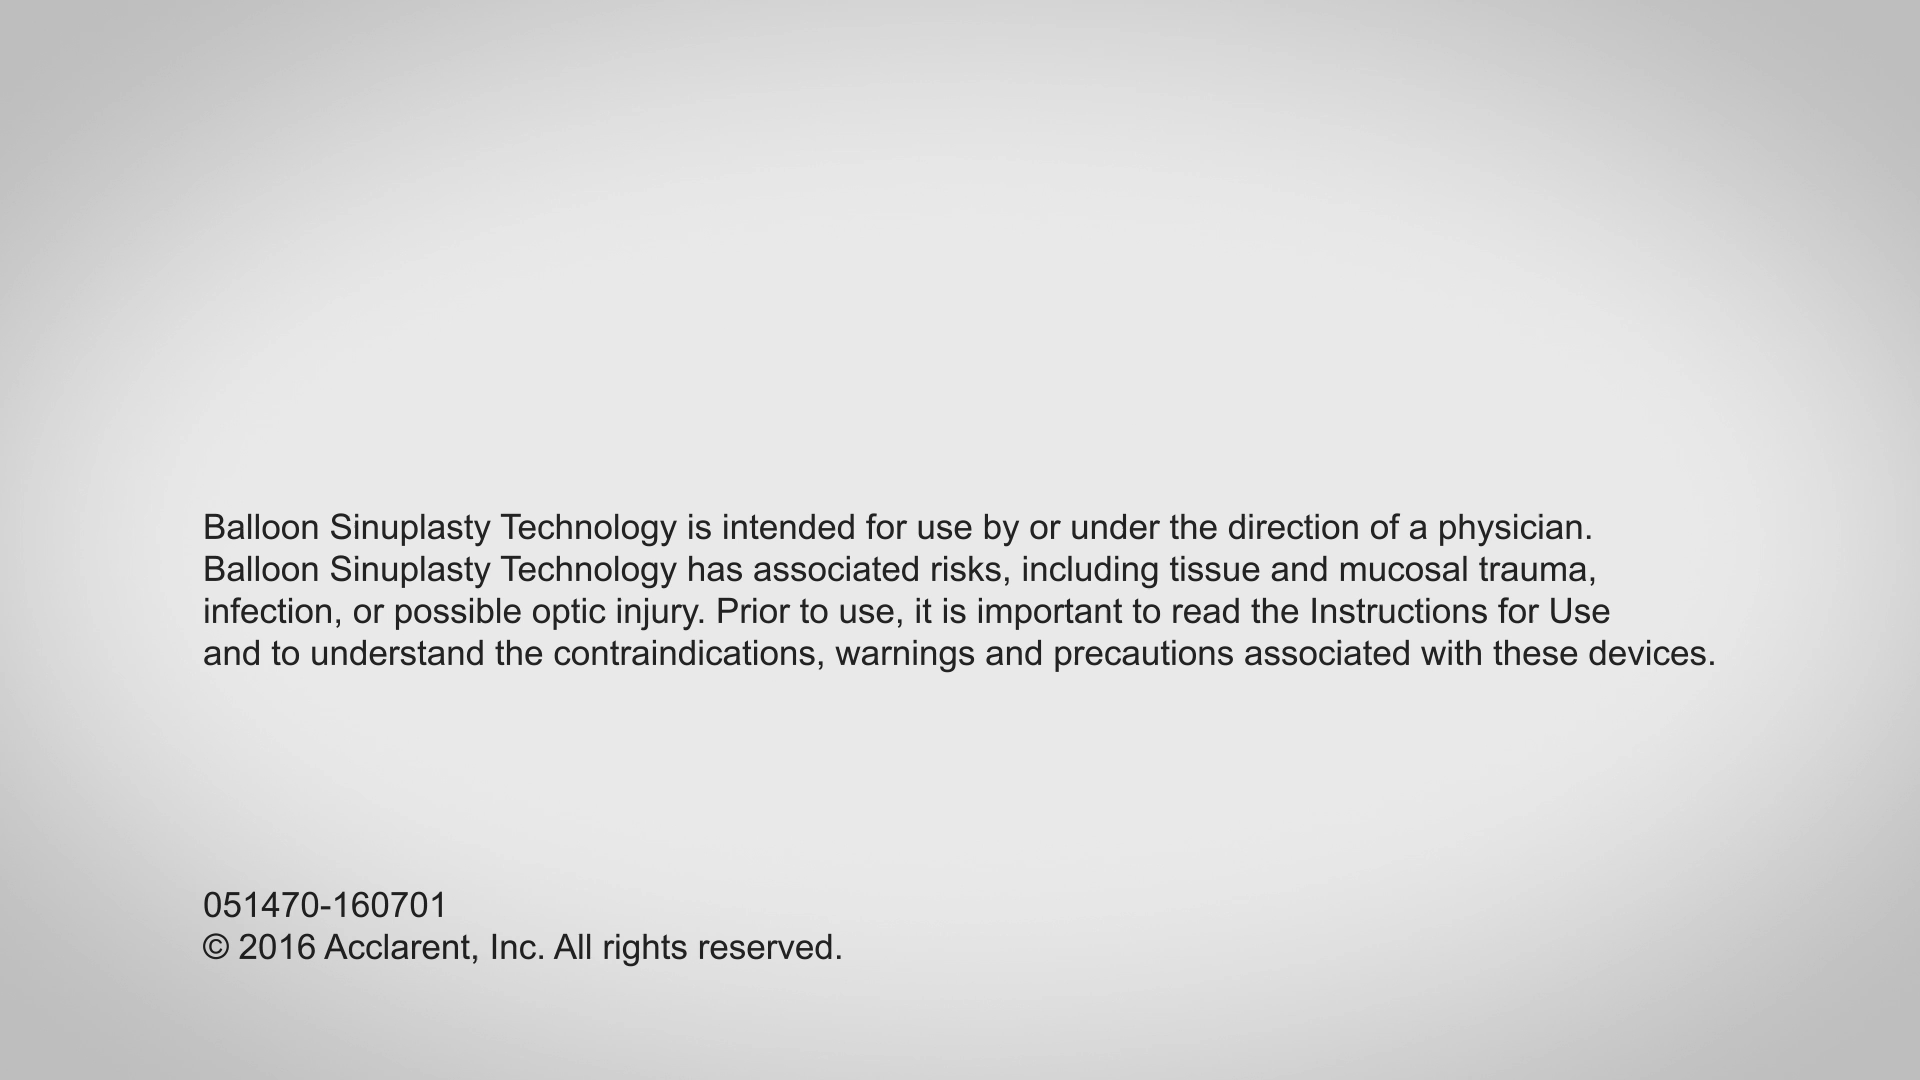 Balloon Sinuplasty Technology is intended for use by or under the direction of a physician.
Balloon Sinuplasty Technology has associated risks, including tissue and mucosal trauma,
infection, or possible optic injury. Prior to use, it is important to read the Instructions for Use
and to understand the contraindications, warnings and precautions associated with these devices.
051470-160701
© 2016 Acclarent, Inc. All rights reserved.